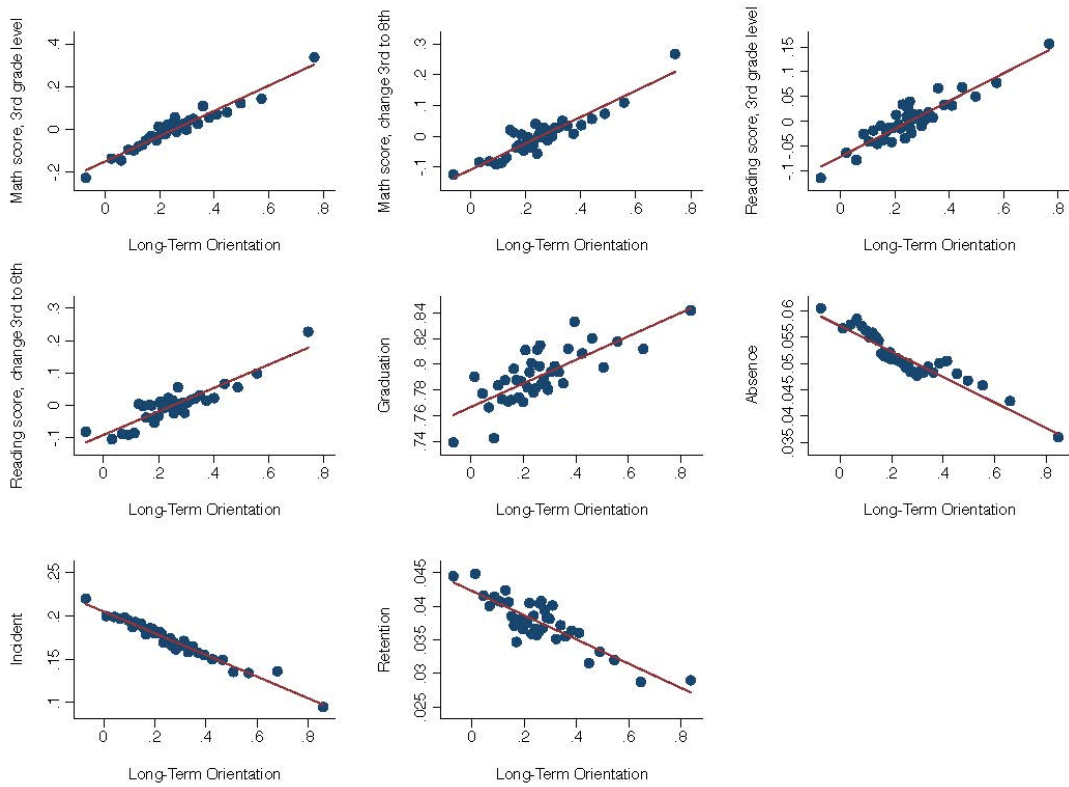 Math score, 3rd grade level
.4
.2
0
-.2
0 .2 .4 .6 .8
Long-Term Orientation
Math score, change 3rd to 8th
.3
.2
.1
0
-.1
0 .2 .4 .6 .8
Long-Term Orientation
Reading score, 3rd grade level
-.1 -.05 0 .05 .1 .15
0 .2 .4 .6 .8
Long-Term Orientation
Reading score, change 3rd to 8th
.3
.2
.1
0
-.1
0 .2 .4 .6 .8
Long-Term Orientation
Graduation
.74 .76 .78 .8 .82 .84
0 .2 .4 .6 .8
Long-Term Orientation
Absence
.035 .04 .045 .05 .055 .06
0 .2 .4 .6 .8
Long-Term Orientation
Incident
.25
.2
.15
.1
0 .2 .4 .6 .8
Long-Term Orientation
Retention
.025 .03 .035 .04 .045
0 .2 .4 .6 .8
Long-Term Orientation